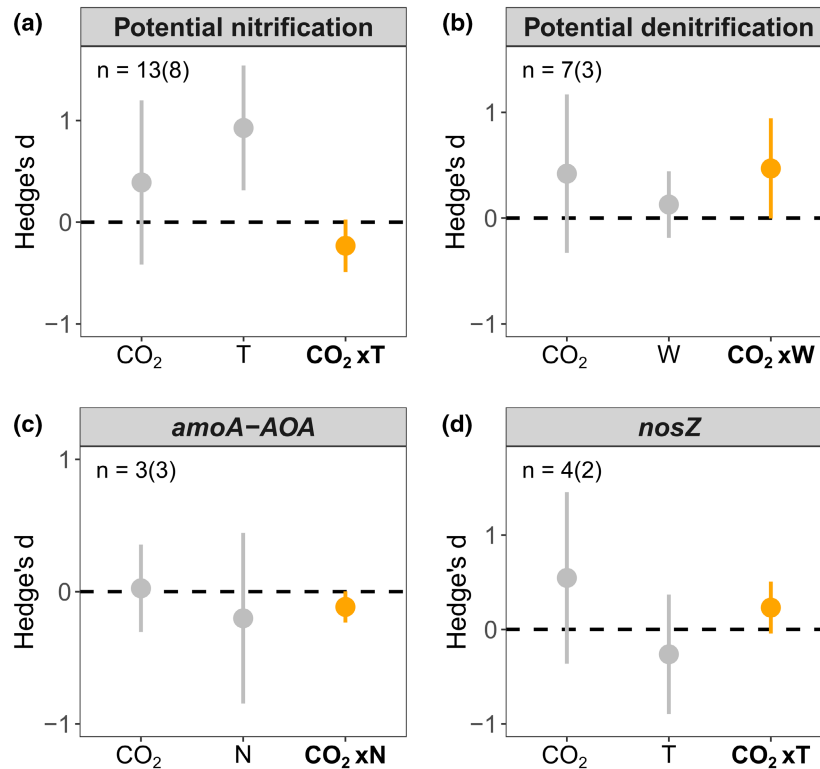 (a) Potential nitrification
n = 13(8)
Hedge's d
1
0
−1
CO₂ T CO₂ xT
(b) Potential denitrification
n = 7(3)
Hedge's d
1
0
−1
CO₂ W CO₂ xW
(c) amoA−AOA
n = 3(3)
Hedge's d
1
0
−1
CO₂ N CO₂ xN
(d) nosZ
n = 4(2)
Hedge's d
1
0
−1
CO₂ T CO₂ xT